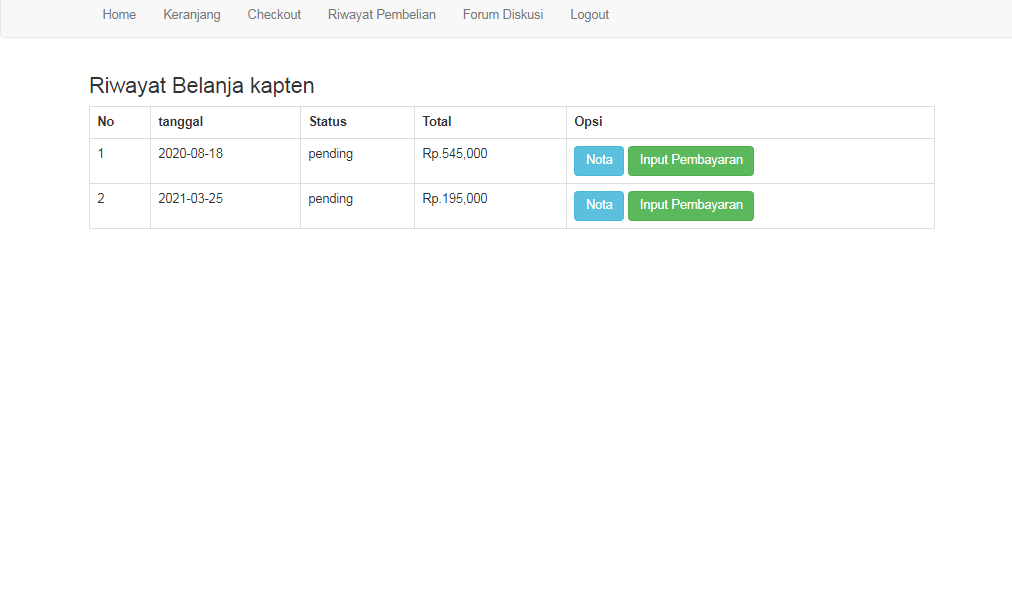 Home Keranjang Checkout Riwayat Pembelian Forum Diskusi Logout
Riwayat Belanja kapten
No tanggal Status Total Opsi
1 2020-08-18 pending Rp.545,000 Nota Input Pembayaran
2 2021-03-25 pending Rp.195,000 Nota Input Pembayaran